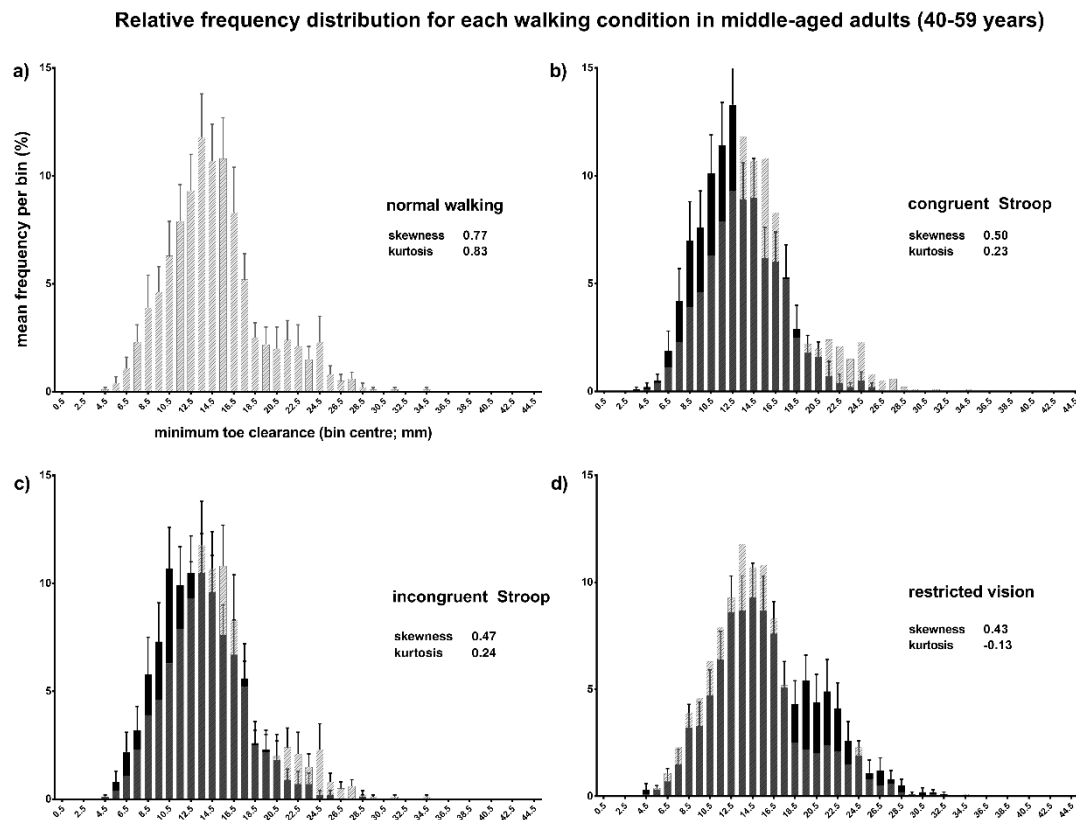 Relative frequency distribution for each walking condition in middle-aged adults (40-59 years)
a)
mean frequency per bin (%)
15
10
5
0
normal walking
skewness 0.77
kurtosis 0.83
0.5 2.5 4.5 6.5 8.5 10.5 12.5 14.5 16.5 18.5 20.5 22.5 24.5 26.5 28.5 30.5 32.5 34.5 36.5 38.5 40.5 42.5 44.5
minimum toe clearance (bin centre; mm)
b)
15
10
5
0
congruent Stroop
skewness 0.50
kurtosis 0.23
0.5 2.5 4.5 6.5 8.5 10.5 12.5 14.5 16.5 18.5 20.5 22.5 24.5 26.5 28.5 30.5 32.5 34.5 36.5 38.5 40.5 42.5 44.5
c)
15
10
5
0
incongruent Stroop
skewness 0.47
kurtosis 0.24
0.5 2.5 4.5 6.5 8.5 10.5 12.5 14.5 16.5 18.5 20.5 22.5 24.5 26.5 28.5 30.5 32.5 34.5 36.5 38.5 40.5 42.5 44.5
d)
15
10
5
0
restricted vision
skewness 0.43
kurtosis -0.13
0.5 2.5 4.5 6.5 8.5 10.5 12.5 14.5 16.5 18.5 20.5 22.5 24.5 26.5 28.5 30.5 32.5 34.5 36.5 38.5 40.5 42.5 44.5